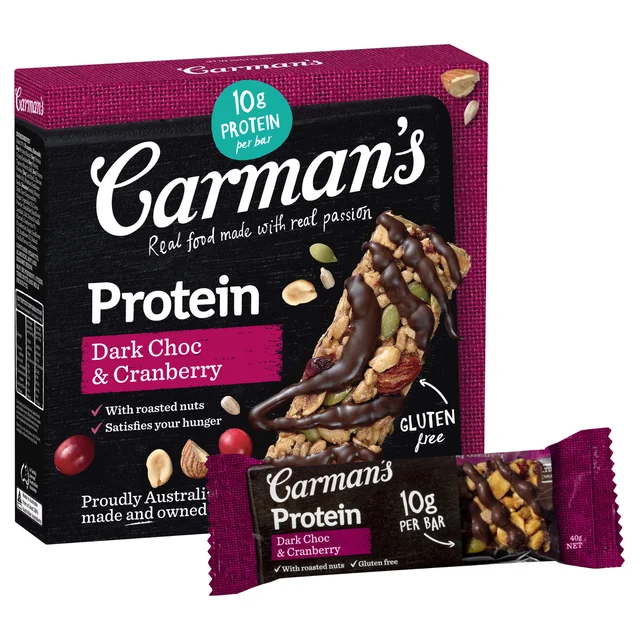 Carman's
Carman's
10g
PROTEIN
per bar
Carman's
Real food made with real passion
Protein
Dark Choc
& Cranberry
✓ With roasted nuts
✓ Satisfies your hunger
GLUTEN
free
Proudly Australi
made and owned
Carman's
Protein
Dark Choc
& Cranberry
✓ With roasted nuts ✓ Gluten free
10g
PER BAR
40g
NET